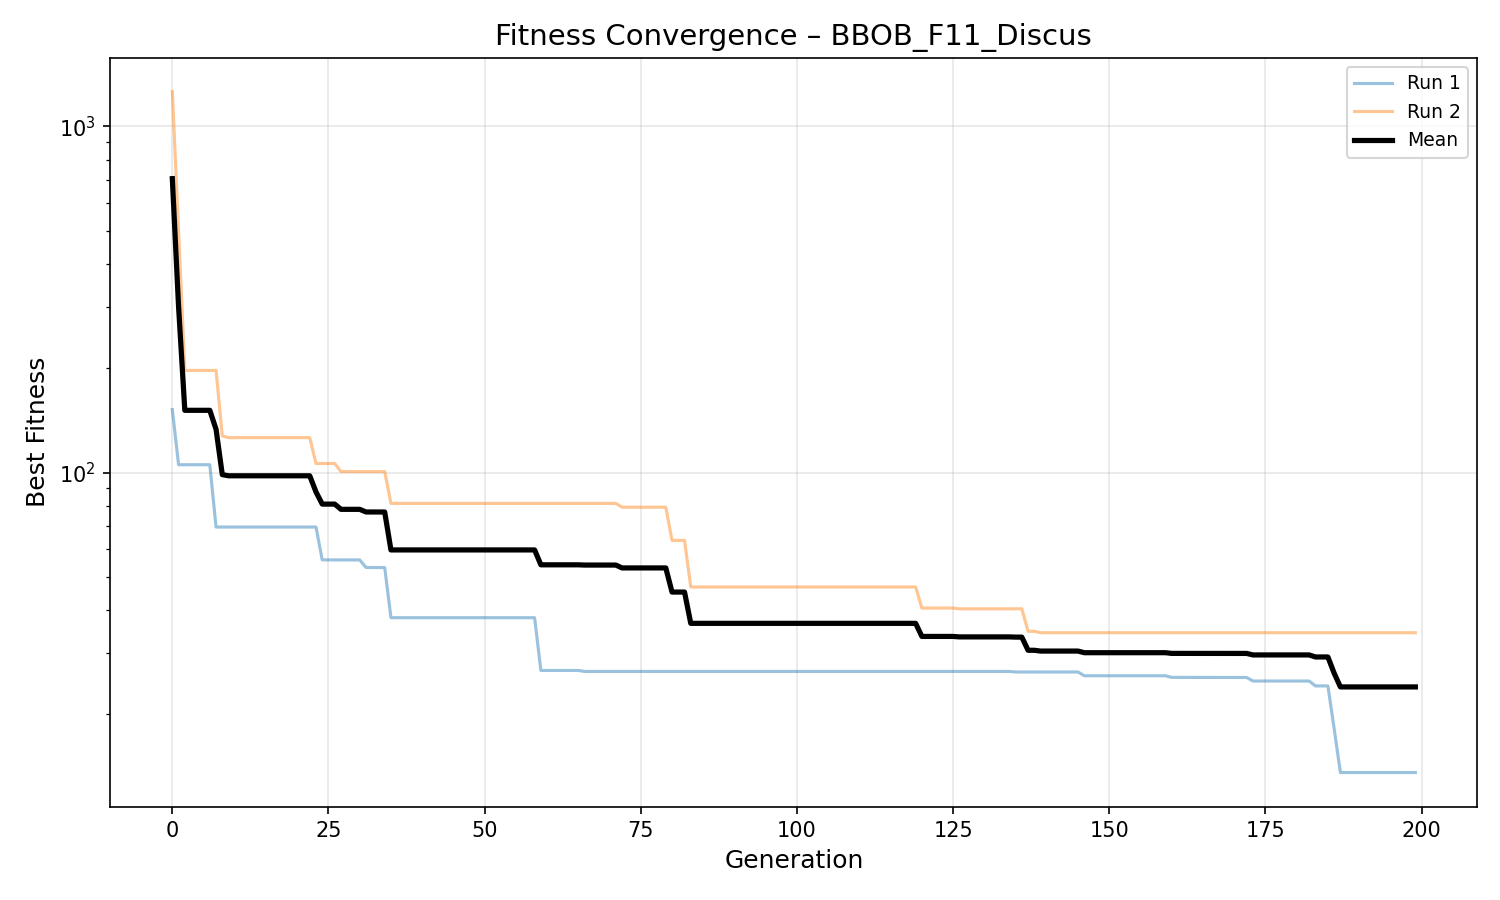 Fitness Convergence – BBOB_F11_Discus
Run 1
Run 2
Mean
Best Fitness
10³
10²
0 25 50 75 100 125 150 175 200
Generation